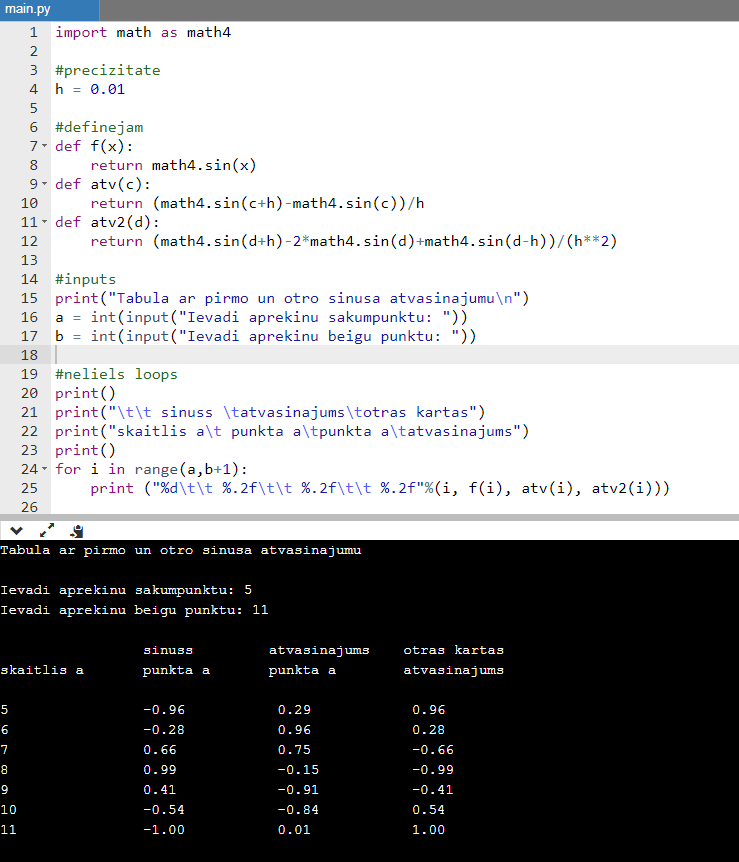 main.py
1 import math as math4
2
3 #precizitate
4 h = 0.01
5
6 #definejam
7 def f(x):
8     return math4.sin(x)
9 def atv(c):
10     return (math4.sin(c+h)-math4.sin(c))/h
11 def atv2(d):
12     return (math4.sin(d+h)-2*math4.sin(d)+math4.sin(d-h))/(h**2)
13
14 #inputs
15 print("Tabula ar pirmo un otro sinusa atvasinajumu\n")
16 a = int(input("Ievadi aprekinu sakumpunktu: "))
17 b = int(input("Ievadi aprekinu beigu punktu: "))
18
19 #neliels loops
20 print()
21 print("\t\t sinuss \tatvasinajums\totras kartas")
22 print("skaitlis a\t punkta a\tpunkta a\tatvasinajums")
23 print()
24 for i in range(a,b+1):
25     print ("%d\t\t %.2f\t\t %.2f\t\t %.2f"%(i, f(i), atv(i), atv2(i)))
26
Tabula ar pirmo un otro sinusa atvasinajumu
Ievadi aprekinu sakumpunktu: 5
Ievadi aprekinu beigu punktu: 11
sinuss atvasinajums otras kartas
skaitlis a punkta a punkta a atvasinajums
5 -0.96 0.29 0.96
6 -0.28 0.96 0.28
7 0.66 0.75 -0.66
8 0.99 -0.15 -0.99
9 0.41 -0.91 -0.41
10 -0.54 -0.84 0.54
11 -1.00 0.01 1.00